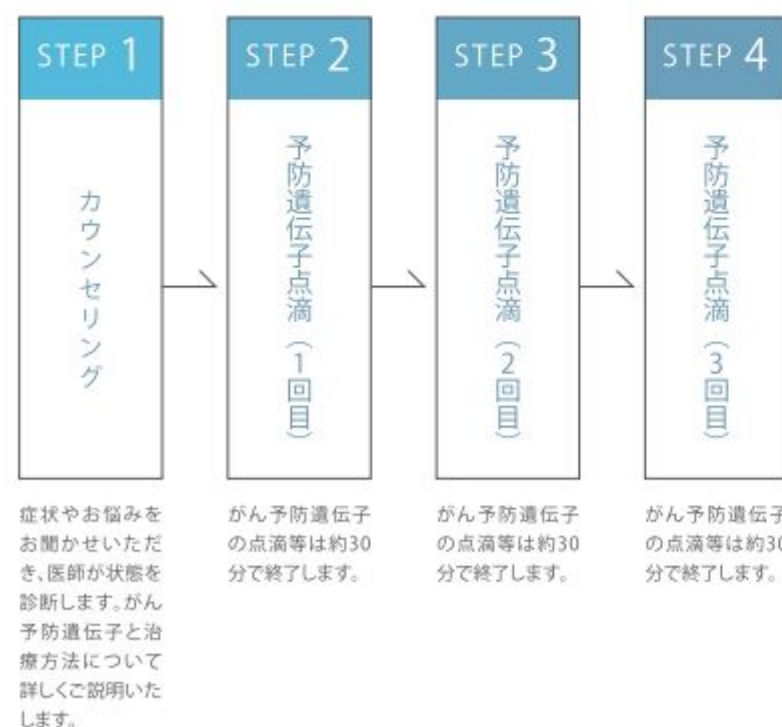 STEP 1
カウンセリング
症状やお悩みを
お聞かせいただ
き、医師が状態を
診断します。がん
予防遺伝子と治
療方法について
詳しくご説明いた
します。
STEP 2
予防遺伝子点滴（1回目）
がん予防遺伝子
の点滴等は約30
分で終了します。
STEP 3
予防遺伝子点滴（2回目）
がん予防遺伝子
の点滴等は約30
分で終了します。
STEP 4
予防遺伝子点滴（3回目）
がん予防遺伝子
の点滴等は約30
分で終了します。